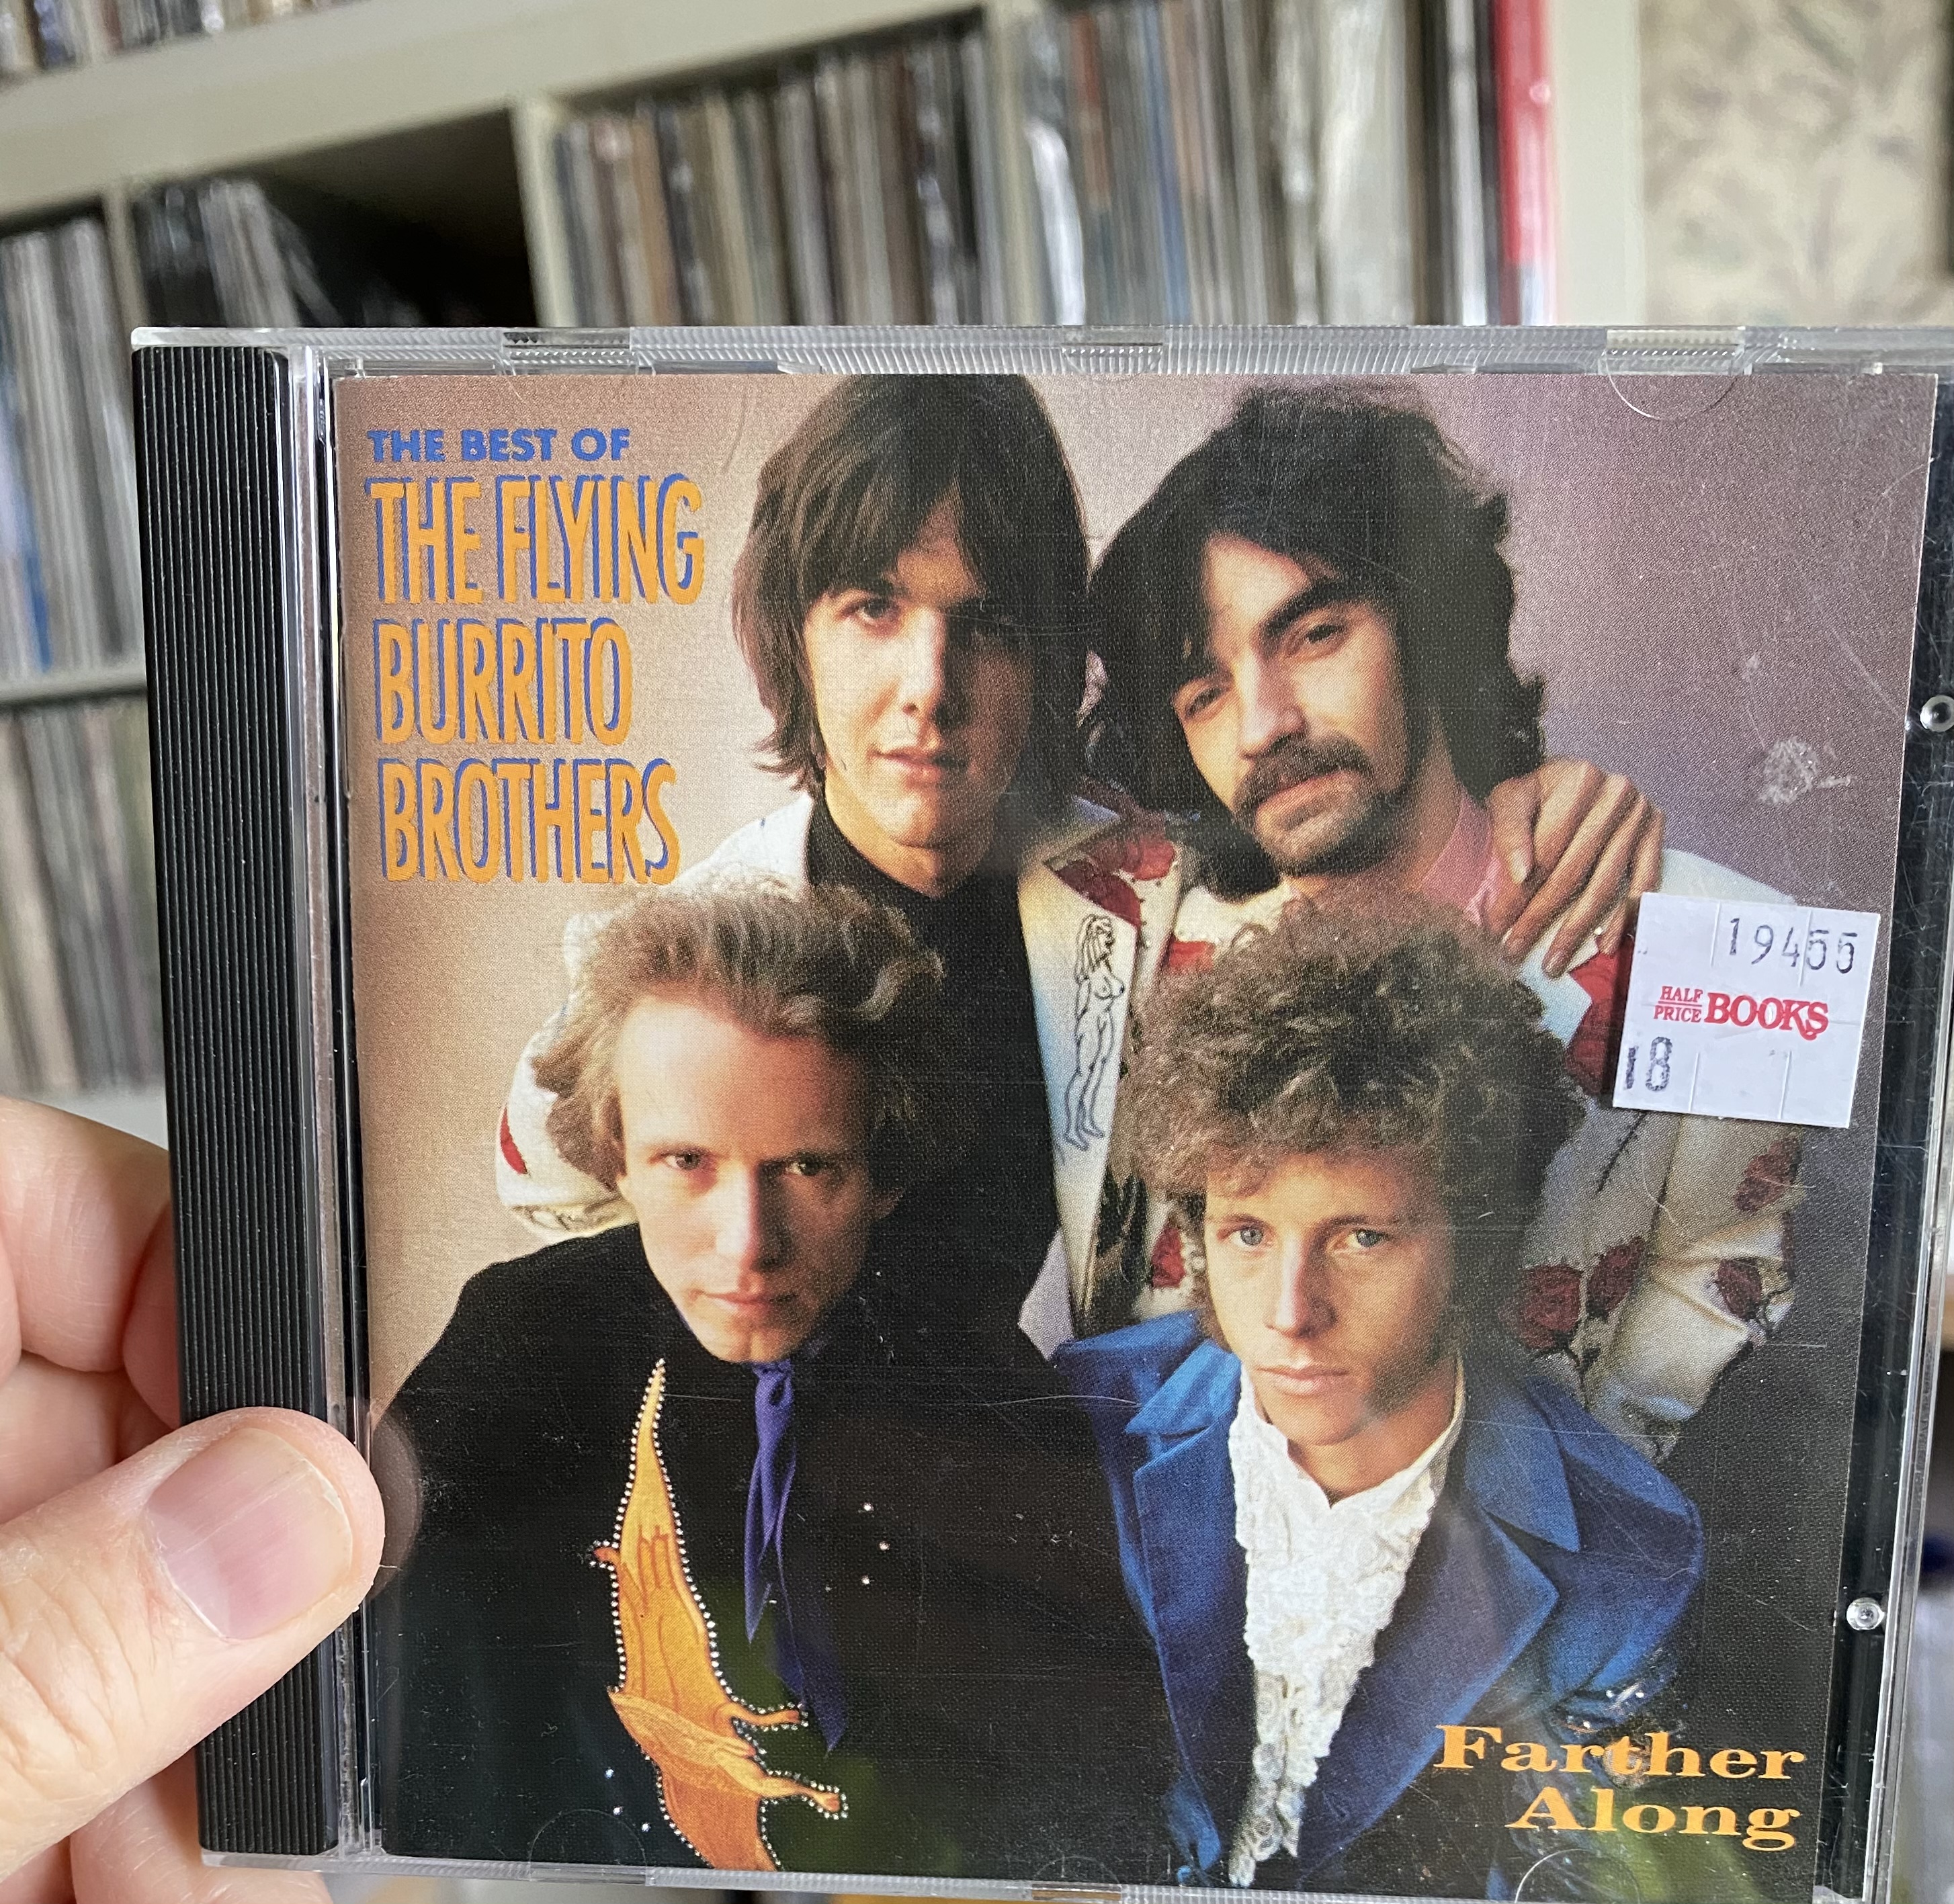 THE BEST OF
THE FLYING
BURRITO
BROTHERS
19455
HALF
PRICE BOOKS
18
Farther
Along